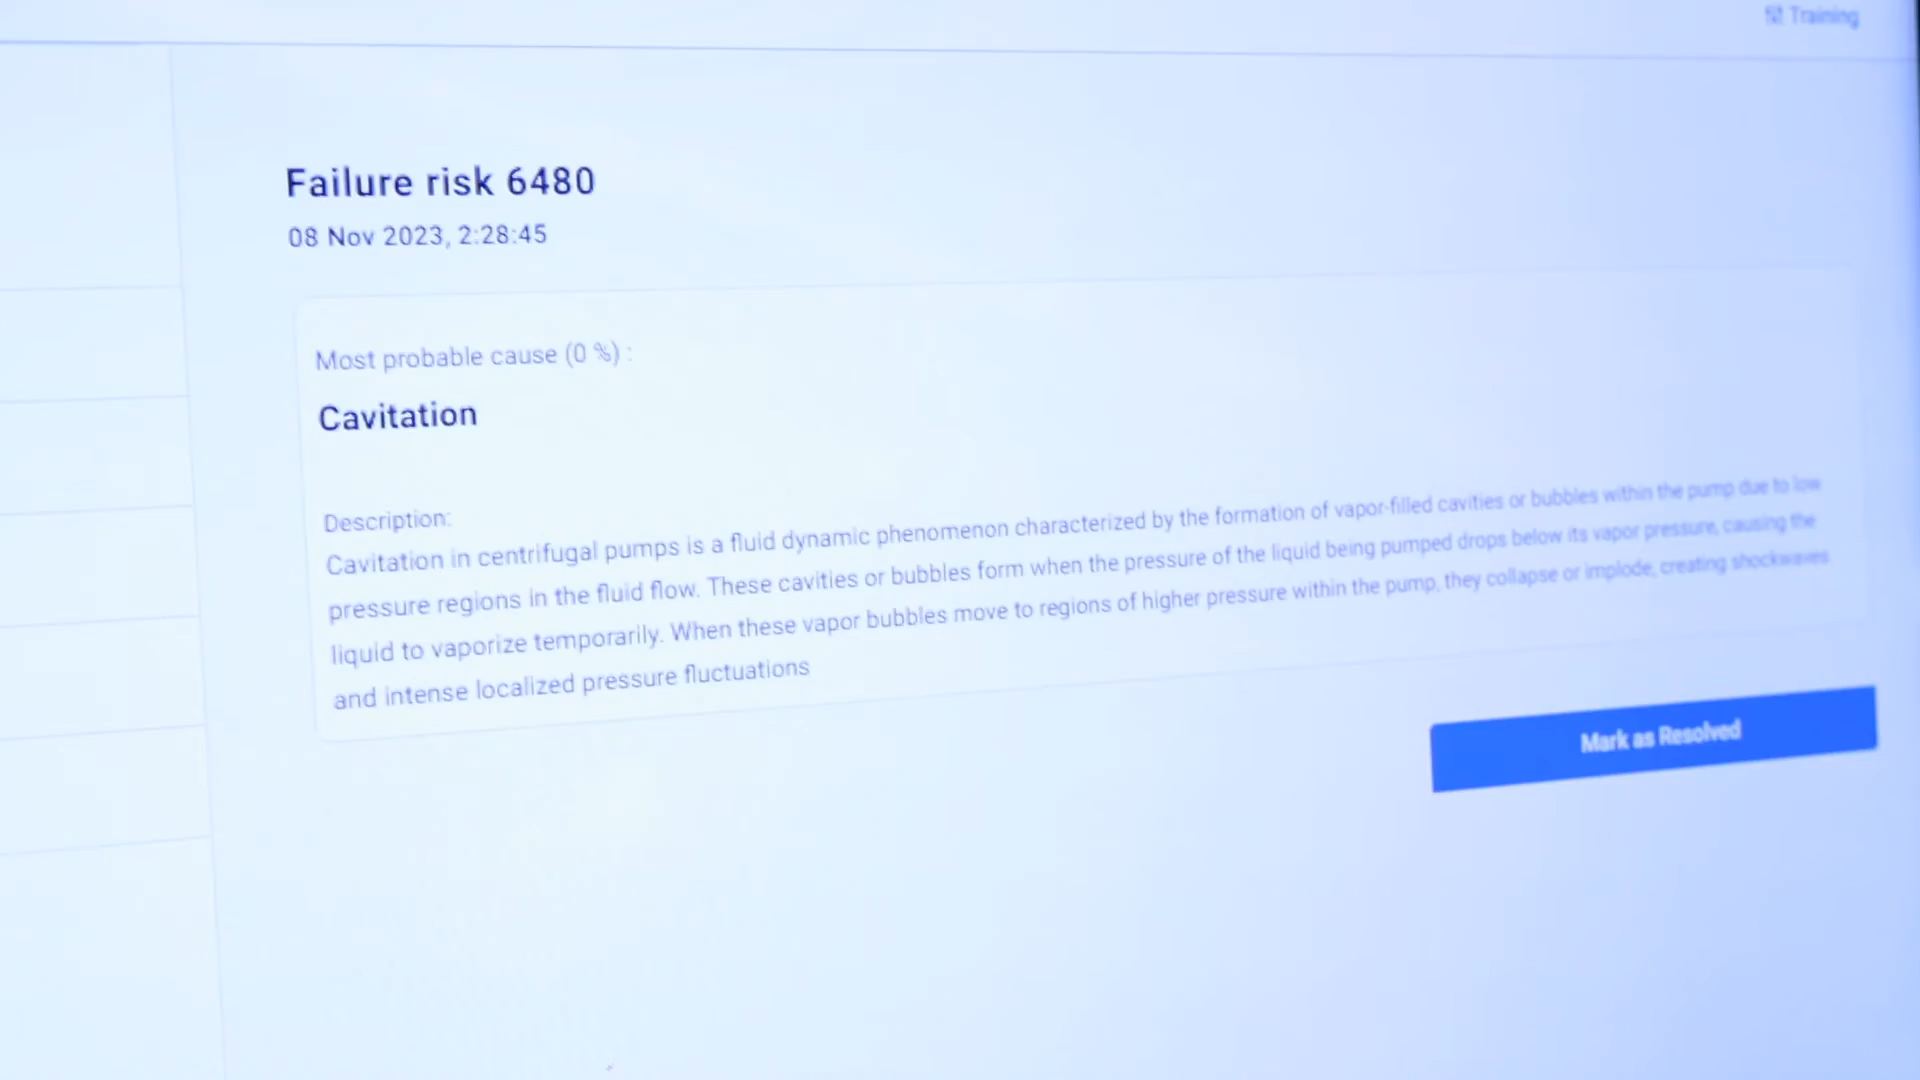 Training
Failure risk 6480
08 Nov 2023, 2:28:45
Most probable cause (0 %) :
Cavitation
Description:
Cavitation in centrifugal pumps is a fluid dynamic phenomenon characterized by the formation of vapor-filled cavities or bubbles within the pump due to low
pressure regions in the fluid flow. These cavities or bubbles form when the pressure of the liquid being pumped drops below its vapor pressure, causing the
liquid to vaporize temporarily. When these vapor bubbles move to regions of higher pressure within the pump, they collapse or implode, creating shockwaves
and intense localized pressure fluctuations
Mark as Resolved